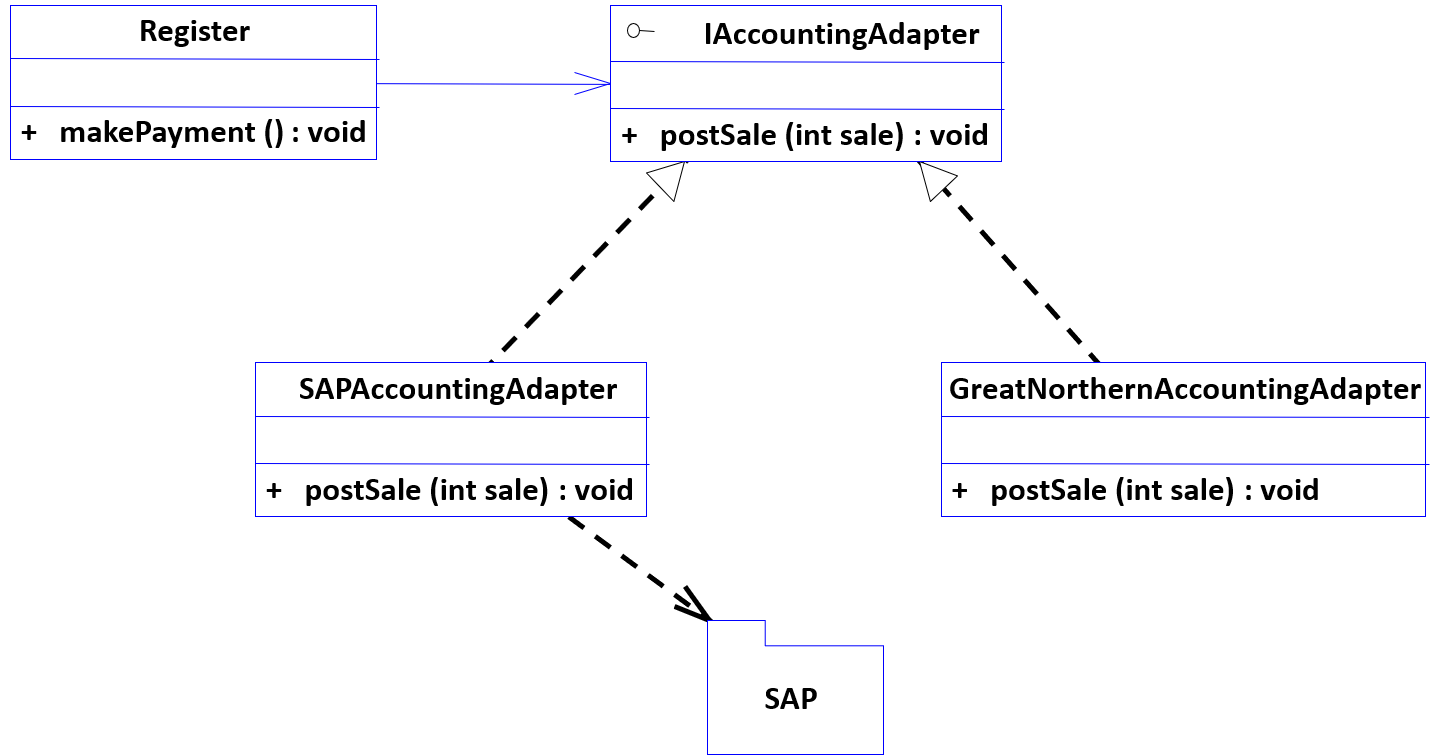 Register
IAccountingAdapter
+ makePayment () : void
+ postSale (int sale) : void
SAPAccountingAdapter
GreatNorthernAccountingAdapter
+ postSale (int sale) : void
+ postSale (int sale) : void
SAP